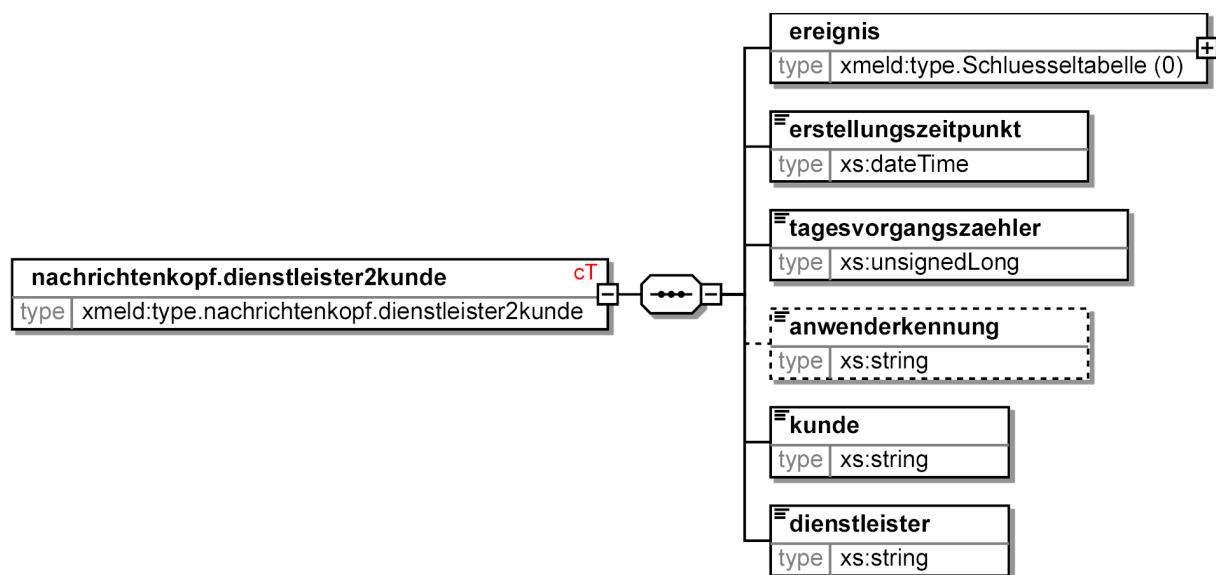 ereignis
type xmeld:type.Schluesseltabelle (0)
erstellungszeitpunkt
type xs:dateTime
tagesvorgangszaehler
type xs:unsignedLong
nachrichtenkopf.dienstleister2kunde cT
type xmeld:type.nachrichtenkopf.dienstleister2kunde
anwenderkennung
type xs:string
kunde
type xs:string
dienstleister
type xs:string